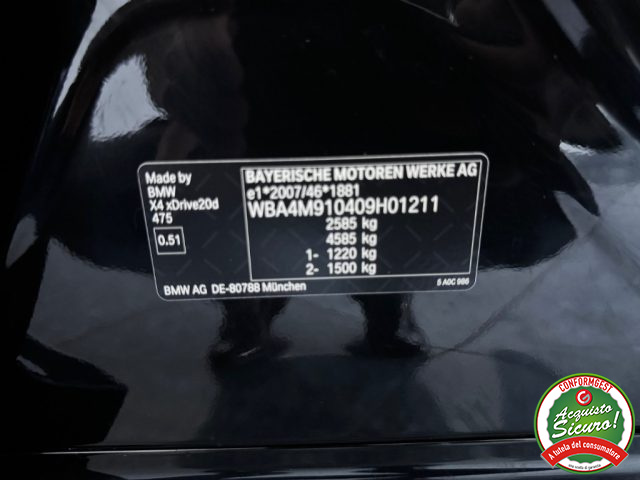 Made by
BMW
X4 xDrive20d
475
0.51
BAYERISCHE MOTOREN WERKE AG
e1*2007/46*1881
WBA4M910409H01211
2585 kg
4585 kg
1- 1220 kg
2- 1500 kg
BMW AG DE-80788 München
CONFORMGEST
Acquisto
Sicuro!
A tutela del consumatore